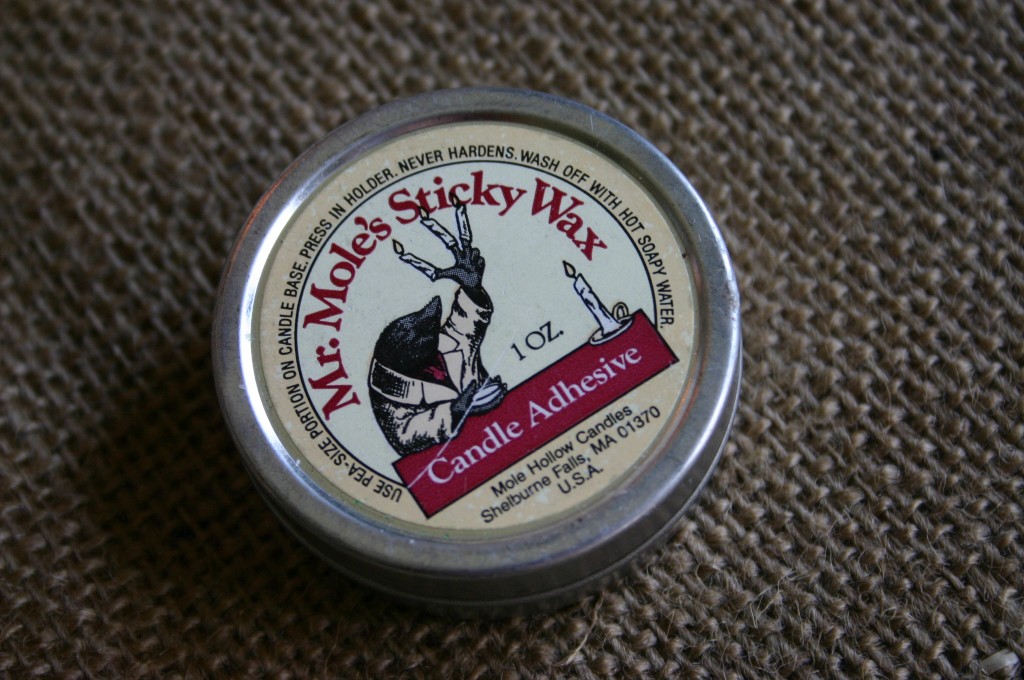 USE PEA-SIZE PORTION ON CANDLE BASE. PRESS IN HOLDER. NEVER HARDENS. WASH OFF WITH HOT SOAPY WATER.
Mr. Mole's Sticky Wax
1 OZ.
Candle Adhesive
Mole Hollow Candles
Shelburne Falls, MA 01370
U.S.A.